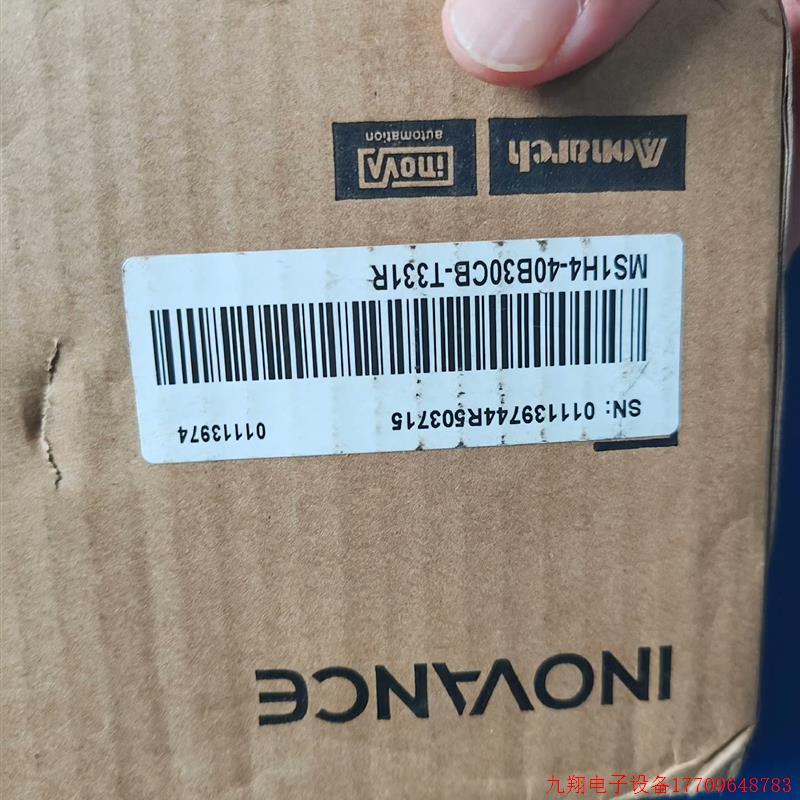 INOVANCE
SN: 011139744R503715 01113974
MS1H4-40B30CB-T331R
Monarch
inova
automation
九翔电子设备17709648783